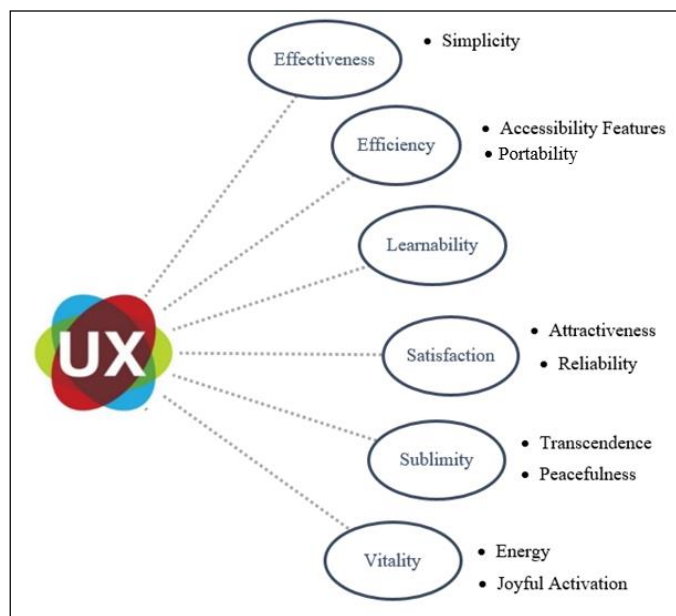 Effectiveness
• Simplicity
Efficiency
• Accessibility Features
• Portability
Learnability
UX
Satisfaction
• Attractiveness
• Reliability
Sublimity
• Transcendence
• Peacefulness
Vitality
• Energy
• Joyful Activation